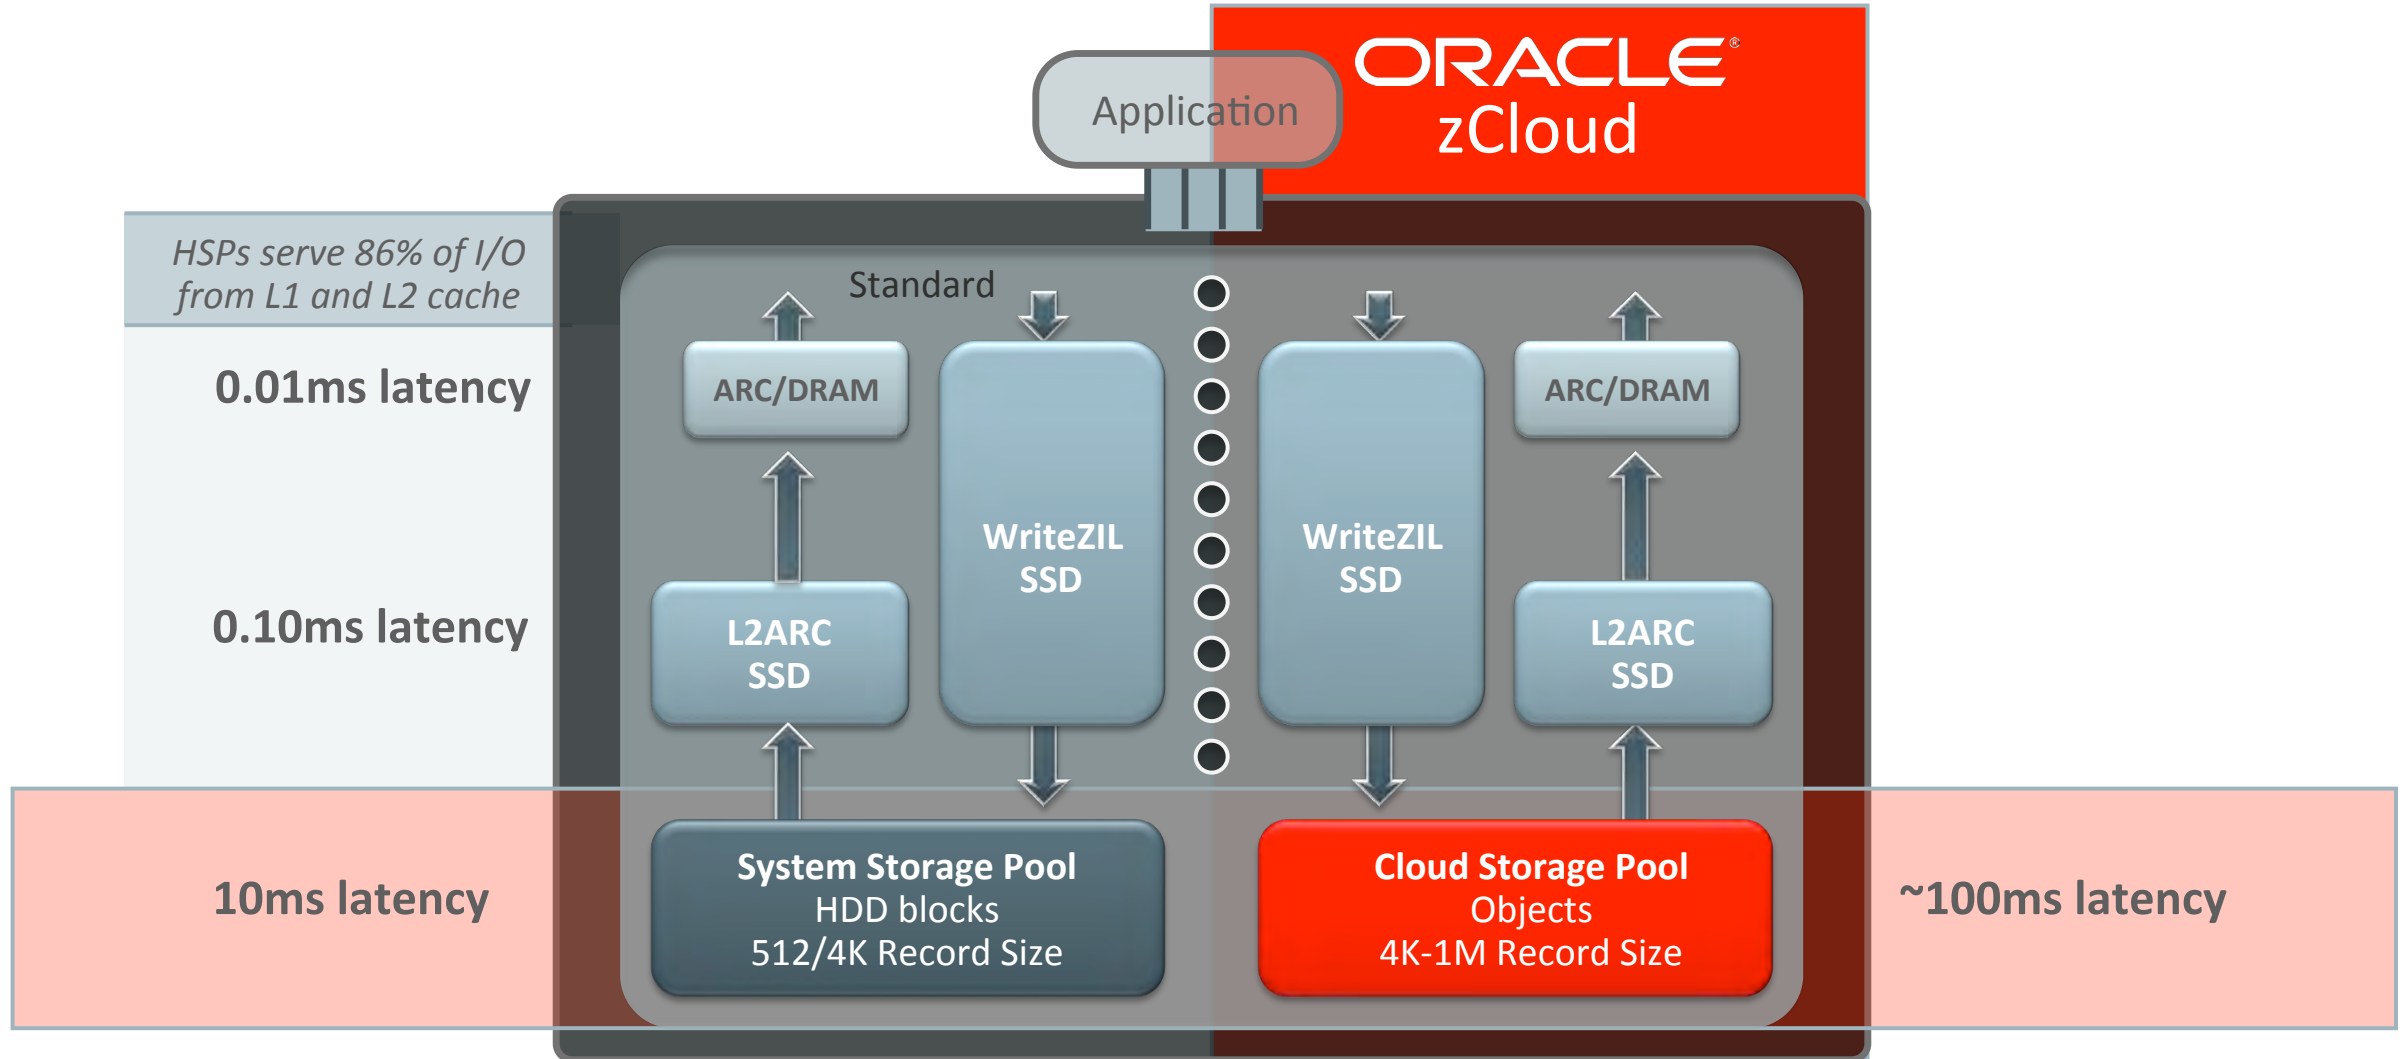 ORACLE®
zCloud
Application
HSPs serve 86% of I/O
from L1 and L2 cache
Standard
0.01ms latency
ARC/DRAM
ARC/DRAM
WriteZIL
SSD
WriteZIL
SSD
0.10ms latency
L2ARC
SSD
L2ARC
SSD
10ms latency
System Storage Pool
HDD blocks
512/4K Record Size
Cloud Storage Pool
Objects
4K-1M Record Size
~100ms latency